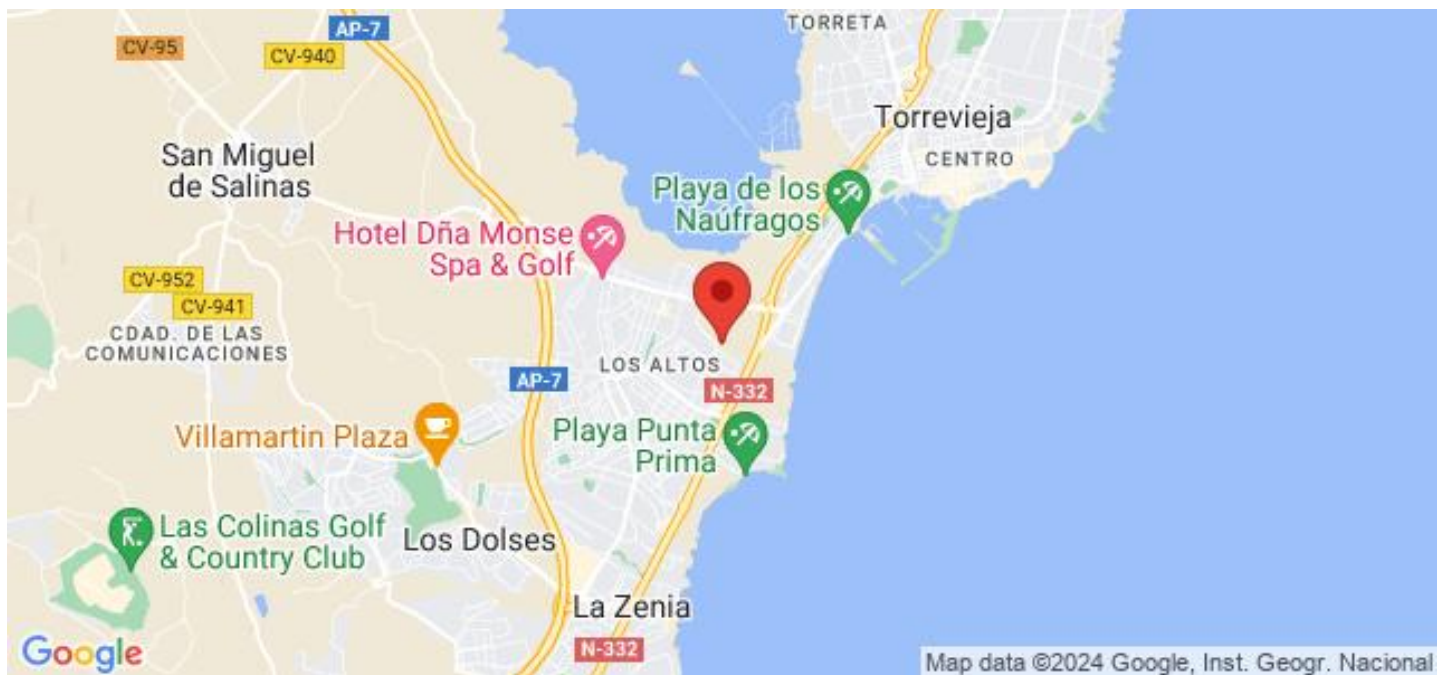 TORRETA
AP-7
CV-95
CV-940
Torrevieja
CENTRO
San Miguel
de Salinas
Playa de los
Naúfragos
Hotel Dña Monse
Spa & Golf
CV-952
CV-941
CDAD. DE LAS
COMUNICACIONES
LOS ALTOS
AP-7
N-332
Villamartin Plaza
Playa Punta
Prima
Las Colinas Golf
& Country Club
Los Dolses
La Zenia
N-332
Google
Map data ©2024 Google, Inst. Geogr. Nacional